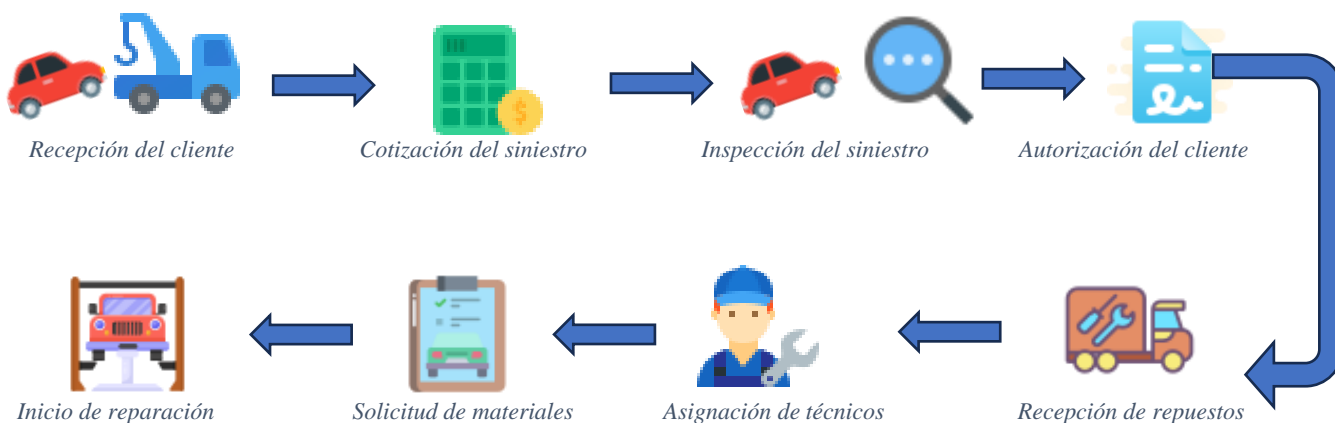 Recepción del cliente
Cotización del siniestro
Inspección del siniestro
Autorización del cliente
Inicio de reparación
Solicitud de materiales
Asignación de técnicos
Recepción de repuestos